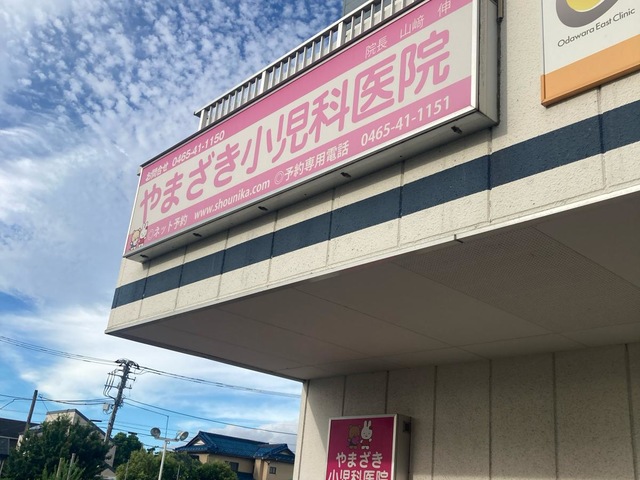 院長 山﨑 伸
お問合せ 0465-41-1150
やまざき小児科医院
◎ネット予約 www.shounika.com ◎予約専用電話 0465-41-1151
Odawara East Clinic
やまざき
小児科医院